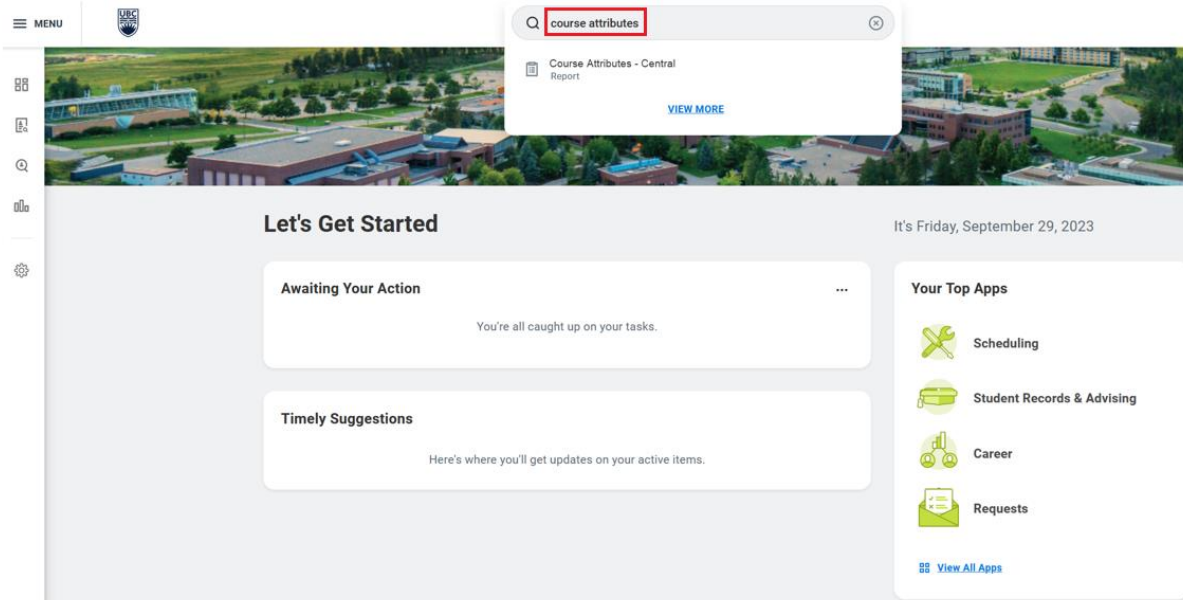 MENU
UBC
course attributes
Course Attributes - Central
Report
VIEW MORE
Let's Get Started
It's Friday, September 29, 2023
Awaiting Your Action
...
You're all caught up on your tasks.
Timely Suggestions
Here's where you'll get updates on your active items.
Your Top Apps
Scheduling
Student Records & Advising
Career
Requests
View All Apps